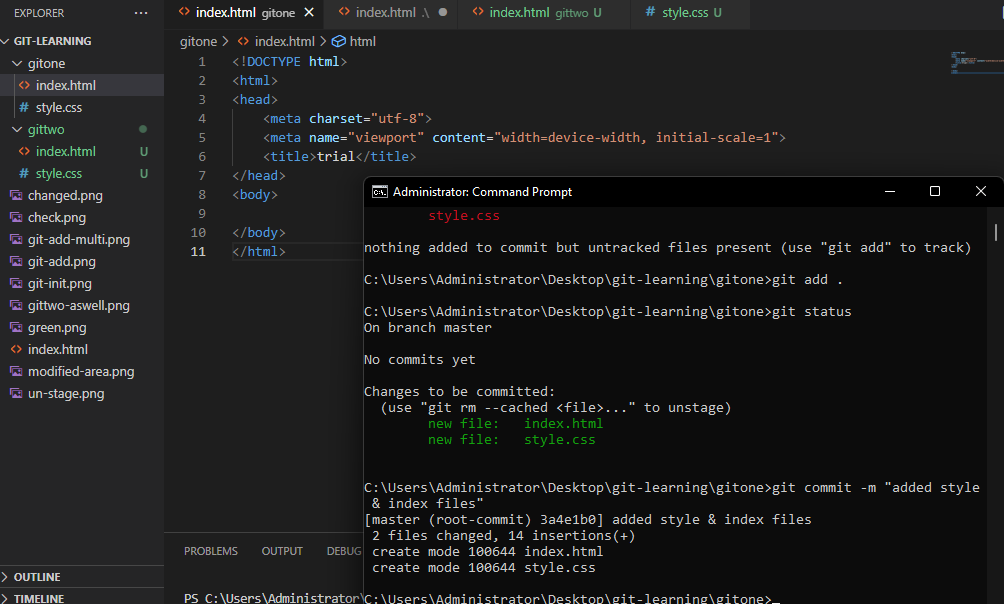 EXPLORER ...
GIT-LEARNING
gitone
index.html
# style.css
gittwo
index.html U
# style.css U
changed.png
check.png
git-add-multi.png
git-add.png
git-init.png
gittwo-aswell.png
green.png
index.html
modified-area.png
un-stage.png
OUTLINE
TIMELINE
index.html gitone
index.html .\
index.html gittwo U
# style.css U
gitone > index.html > html
1 <!DOCTYPE html>
2 <html>
3 <head>
4 <meta charset="utf-8">
5 <meta name="viewport" content="width=device-width, initial-scale=1">
6 <title>trial</title>
7 </head>
8 <body>
9
10 </body>
11 </html>
PROBLEMS OUTPUT DEBUG
PS C:\Users\Administrator\
Administrator: Command Prompt
style.css
nothing added to commit but untracked files present (use "git add" to track)
C:\Users\Administrator\Desktop\git-learning\gitone>git add .
C:\Users\Administrator\Desktop\git-learning\gitone>git status
On branch master
No commits yet
Changes to be committed:
(use "git rm --cached <file>..." to unstage)
new file: index.html
new file: style.css
C:\Users\Administrator\Desktop\git-learning\gitone>git commit -m "added style
& index files"
[master (root-commit) 3a4e1b0] added style & index files
2 files changed, 14 insertions(+)
create mode 100644 index.html
create mode 100644 style.css
C:\Users\Administrator\Desktop\git-learning\gitone>_